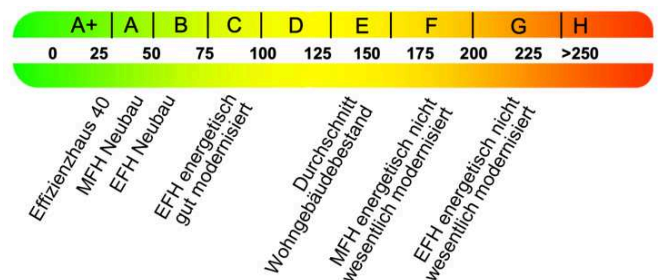 A+ A B C D E F G H
0 25 50 75 100 125 150 175 200 225 >250
Effizienzhaus 40
MFH Neubau
EFH Neubau
EFH energetisch
gut modernisiert
Durchschnitt
Wohngebäudebestand
MFH energetisch nicht
wesentlich modernisiert
EFH energetisch nicht
wesentlich modernisiert